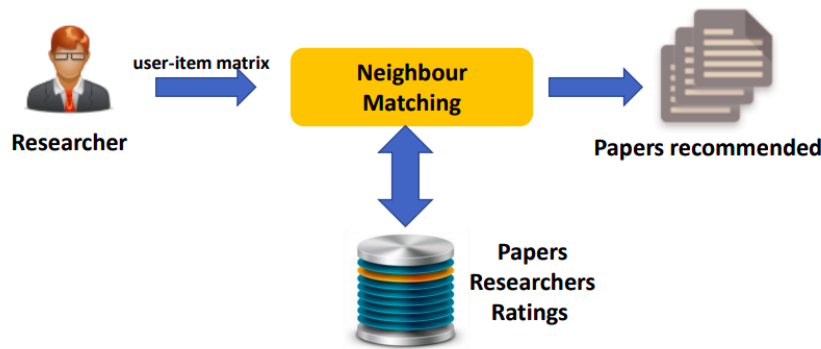 user-item matrix
Neighbour
Matching
Researcher
Papers recommended
Papers
Researchers
Ratings